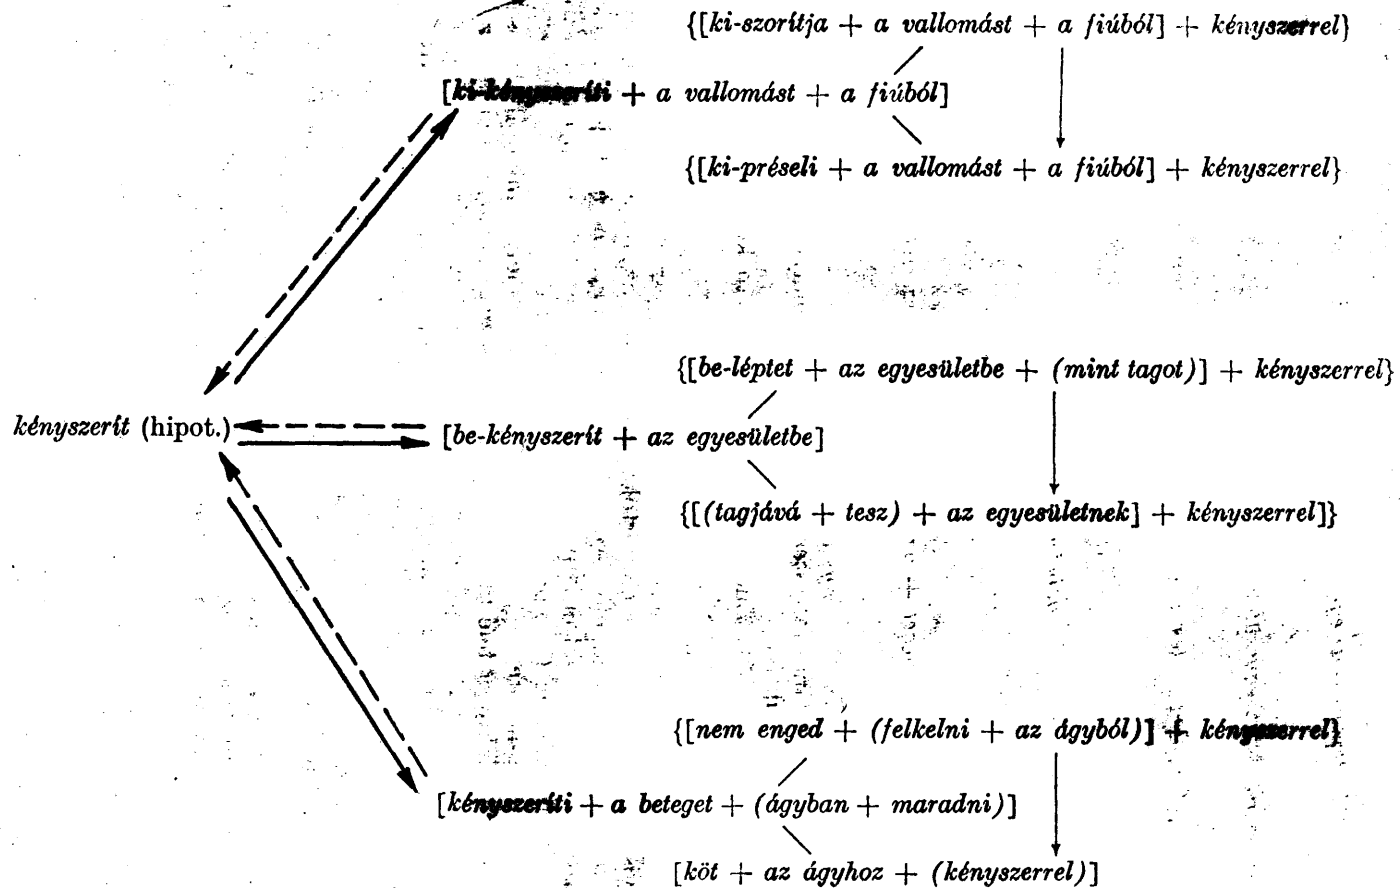 {[ki-szorítja + a vallomást + a fiúból] + kényszerrel}
[ki-kényszeríti + a vallomást + a fiúból]
{[ki-préseli + a vallomást + a fiúból] + kényszerrel}
{[be-léptet + az egyesületbe + (mint tagot)] + kényszerrel}
kényszerít (hipot.)
[be-kényszerít + az egyesületbe]
{[(tagjává + tesz) + az egyesületnek] + kényszerrel]}
{[nem enged + (felkelni + az ágyból)] + kényszerrel}
[kényszeríti + a beteget + (ágyban + maradni)]
[köt + az ágyhoz + (kényszerrel)]